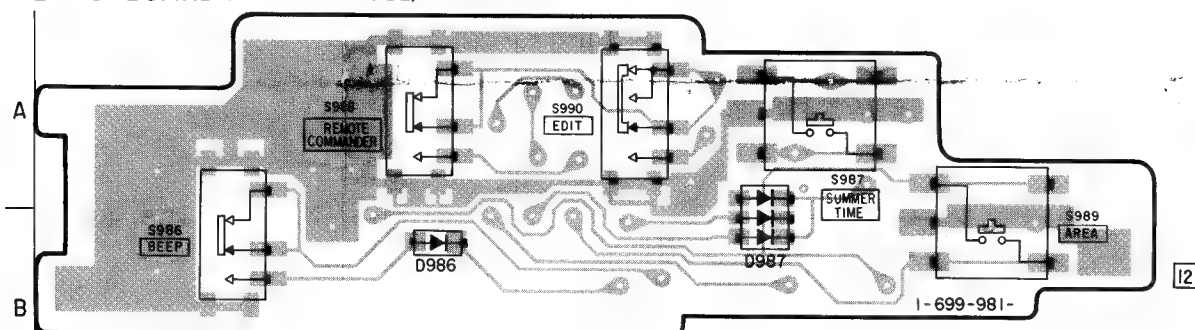 A
S988
REMOTE
COMMANDER
S990
EDIT
S987
SUMMER
TIME
S989
AREA
S986
BEEP
D986
D987
12
B
1-699-981-